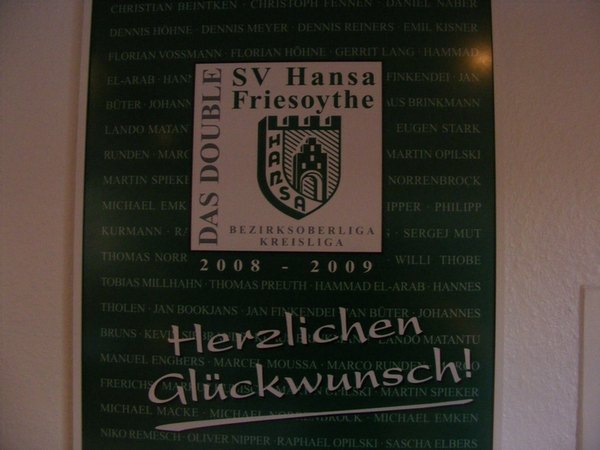 CHRISTIAN BEINTKEN · CHRISTOPH FENNEN · DANIEL NABER
DENNIS HÖHNE · DENNIS MEYER · DENNIS REINERS · EMIL KISNER
FLORIAN VOSSMANN · FLORIAN HÖHNE · GERRIT LANG · HAMMAD
EL-ARAB · FINKENDEI · JAN
BÜTER · BRINKMANN
LANDO MATAN EUGEN STARK
RUNDEN · MARTIN OPILSKI
MARTIN SPIEKE NORRENBROCK
MICHAEL EMK IPPER · PHILIPP
KURMANN · SERGEJ MUT
THOMAS NORR WILLI THOBE
DAS DOUBLE
SV Hansa
Friesoythe
HANSA
BEZIRKSOBERLIGA
KREISLIGA
2008 - 2009
TOBIAS MILLHAHN · THOMAS PREUTH · HAMMAD EL-ARAB · HANNES
THOLEN · JAN BOOKJANS · JAN FINKENDEI · JAN BÜTER · JOHANNES
BRUNS · LANDO MATANTU
MANUEL ENGBERS · MARCEL MOUSSA · MARCO RUNDEN
FRERICHS · OPILSKI · MARTIN SPIEKER
MICHAEL MACKE · MICHAEL NORRENBROCK · MICHAEL EMKEN
NIKO REMESCH · OLIVER NIPPER · RAPHAEL OPILSKI · SASCHA ELBERS
Herzlichen
Glückwunsch!